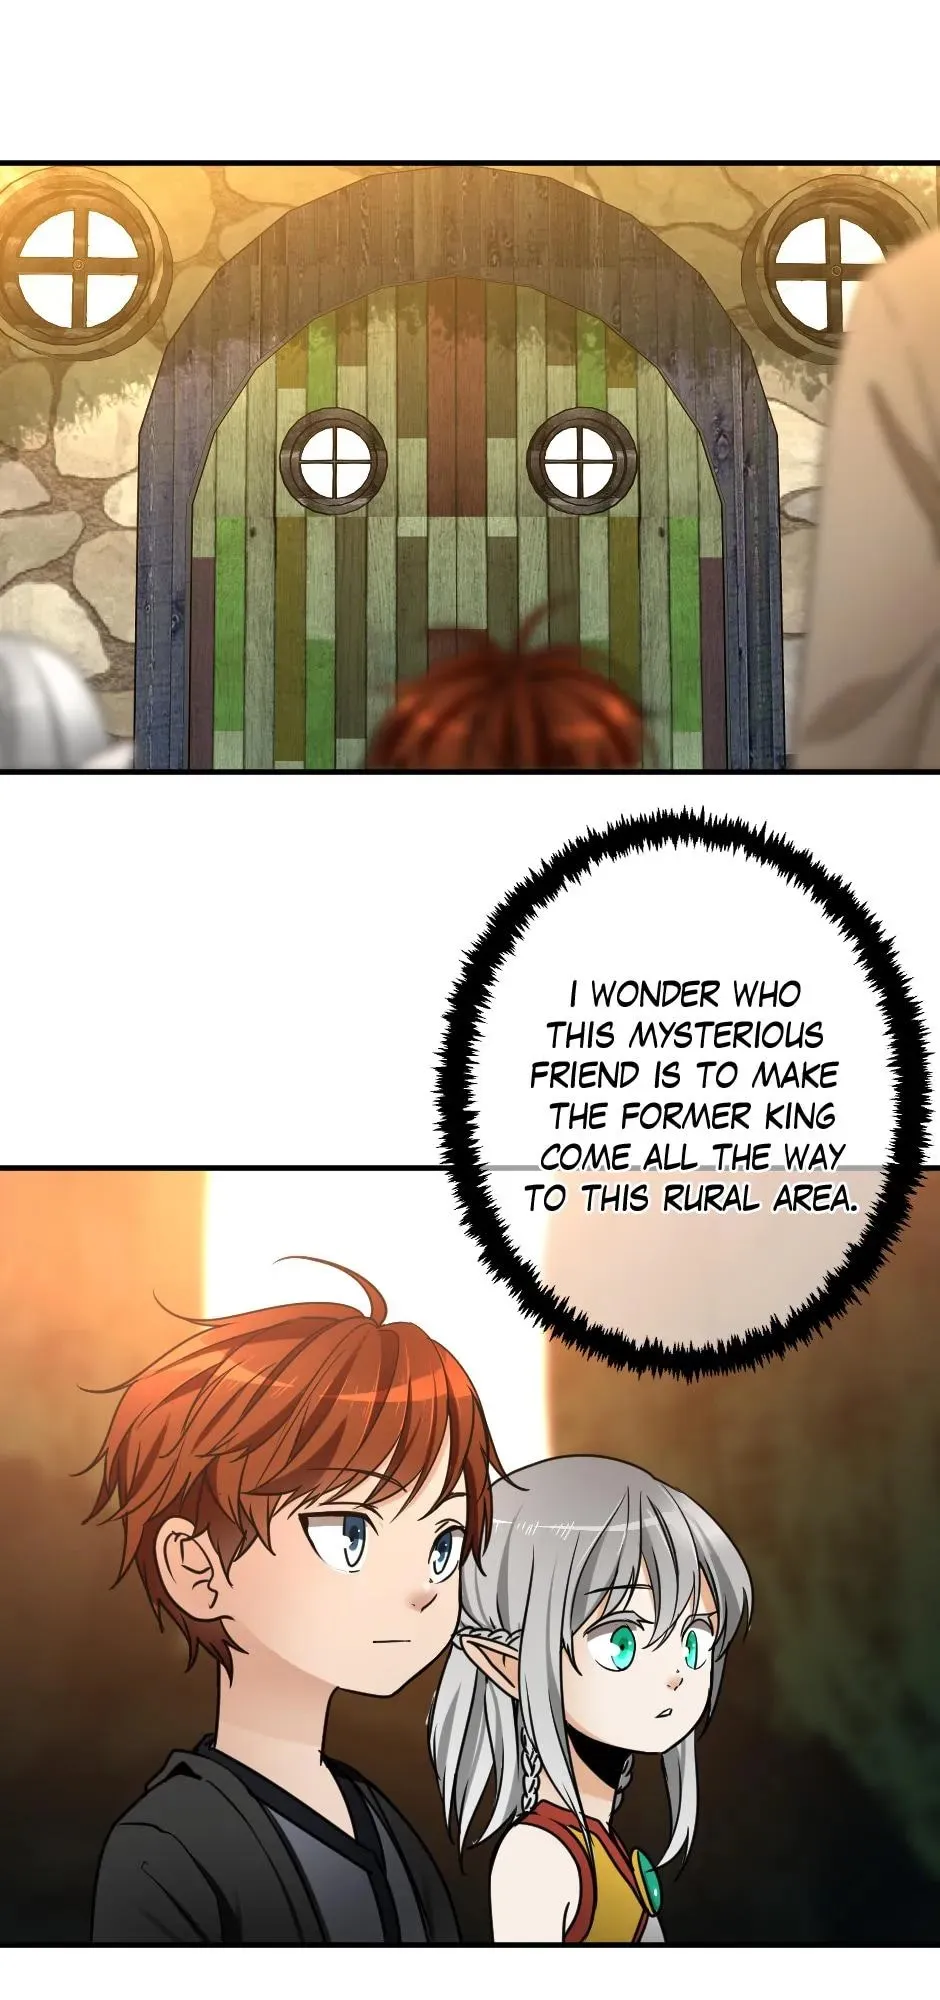 I WONDER WHO
THIS MYSTERIOUS
FRIEND IS TO MAKE
THE FORMER KING
COME ALL THE WAY
TO THIS RURAL AREA.